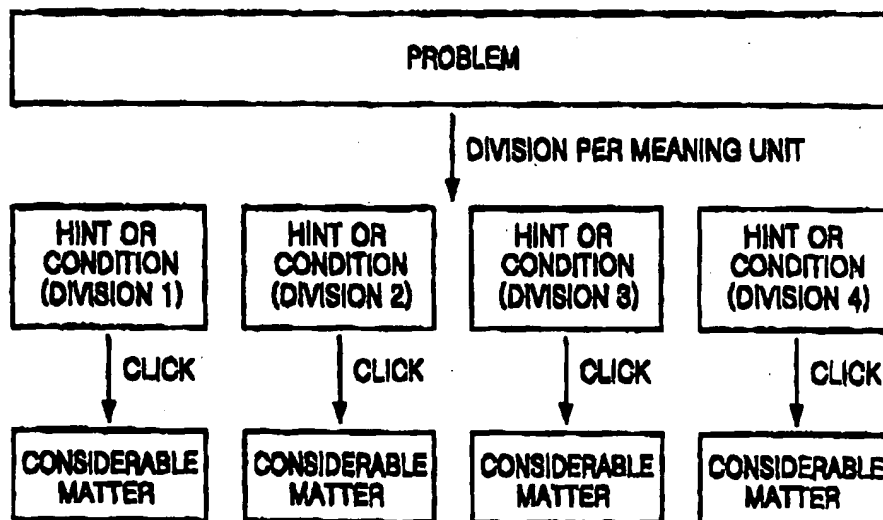 PROBLEM
DIVISION PER MEANING UNIT
HINT OR
CONDITION
(DIVISION 1)
HINT OR
CONDITION
(DIVISION 2)
HINT OR
CONDITION
(DIVISION 3)
HINT OR
CONDITION
(DIVISION 4)
CLICK
CLICK
CLICK
CLICK
CONSIDERABLE
MATTER
CONSIDERABLE
MATTER
CONSIDERABLE
MATTER
CONSIDERABLE
MATTER